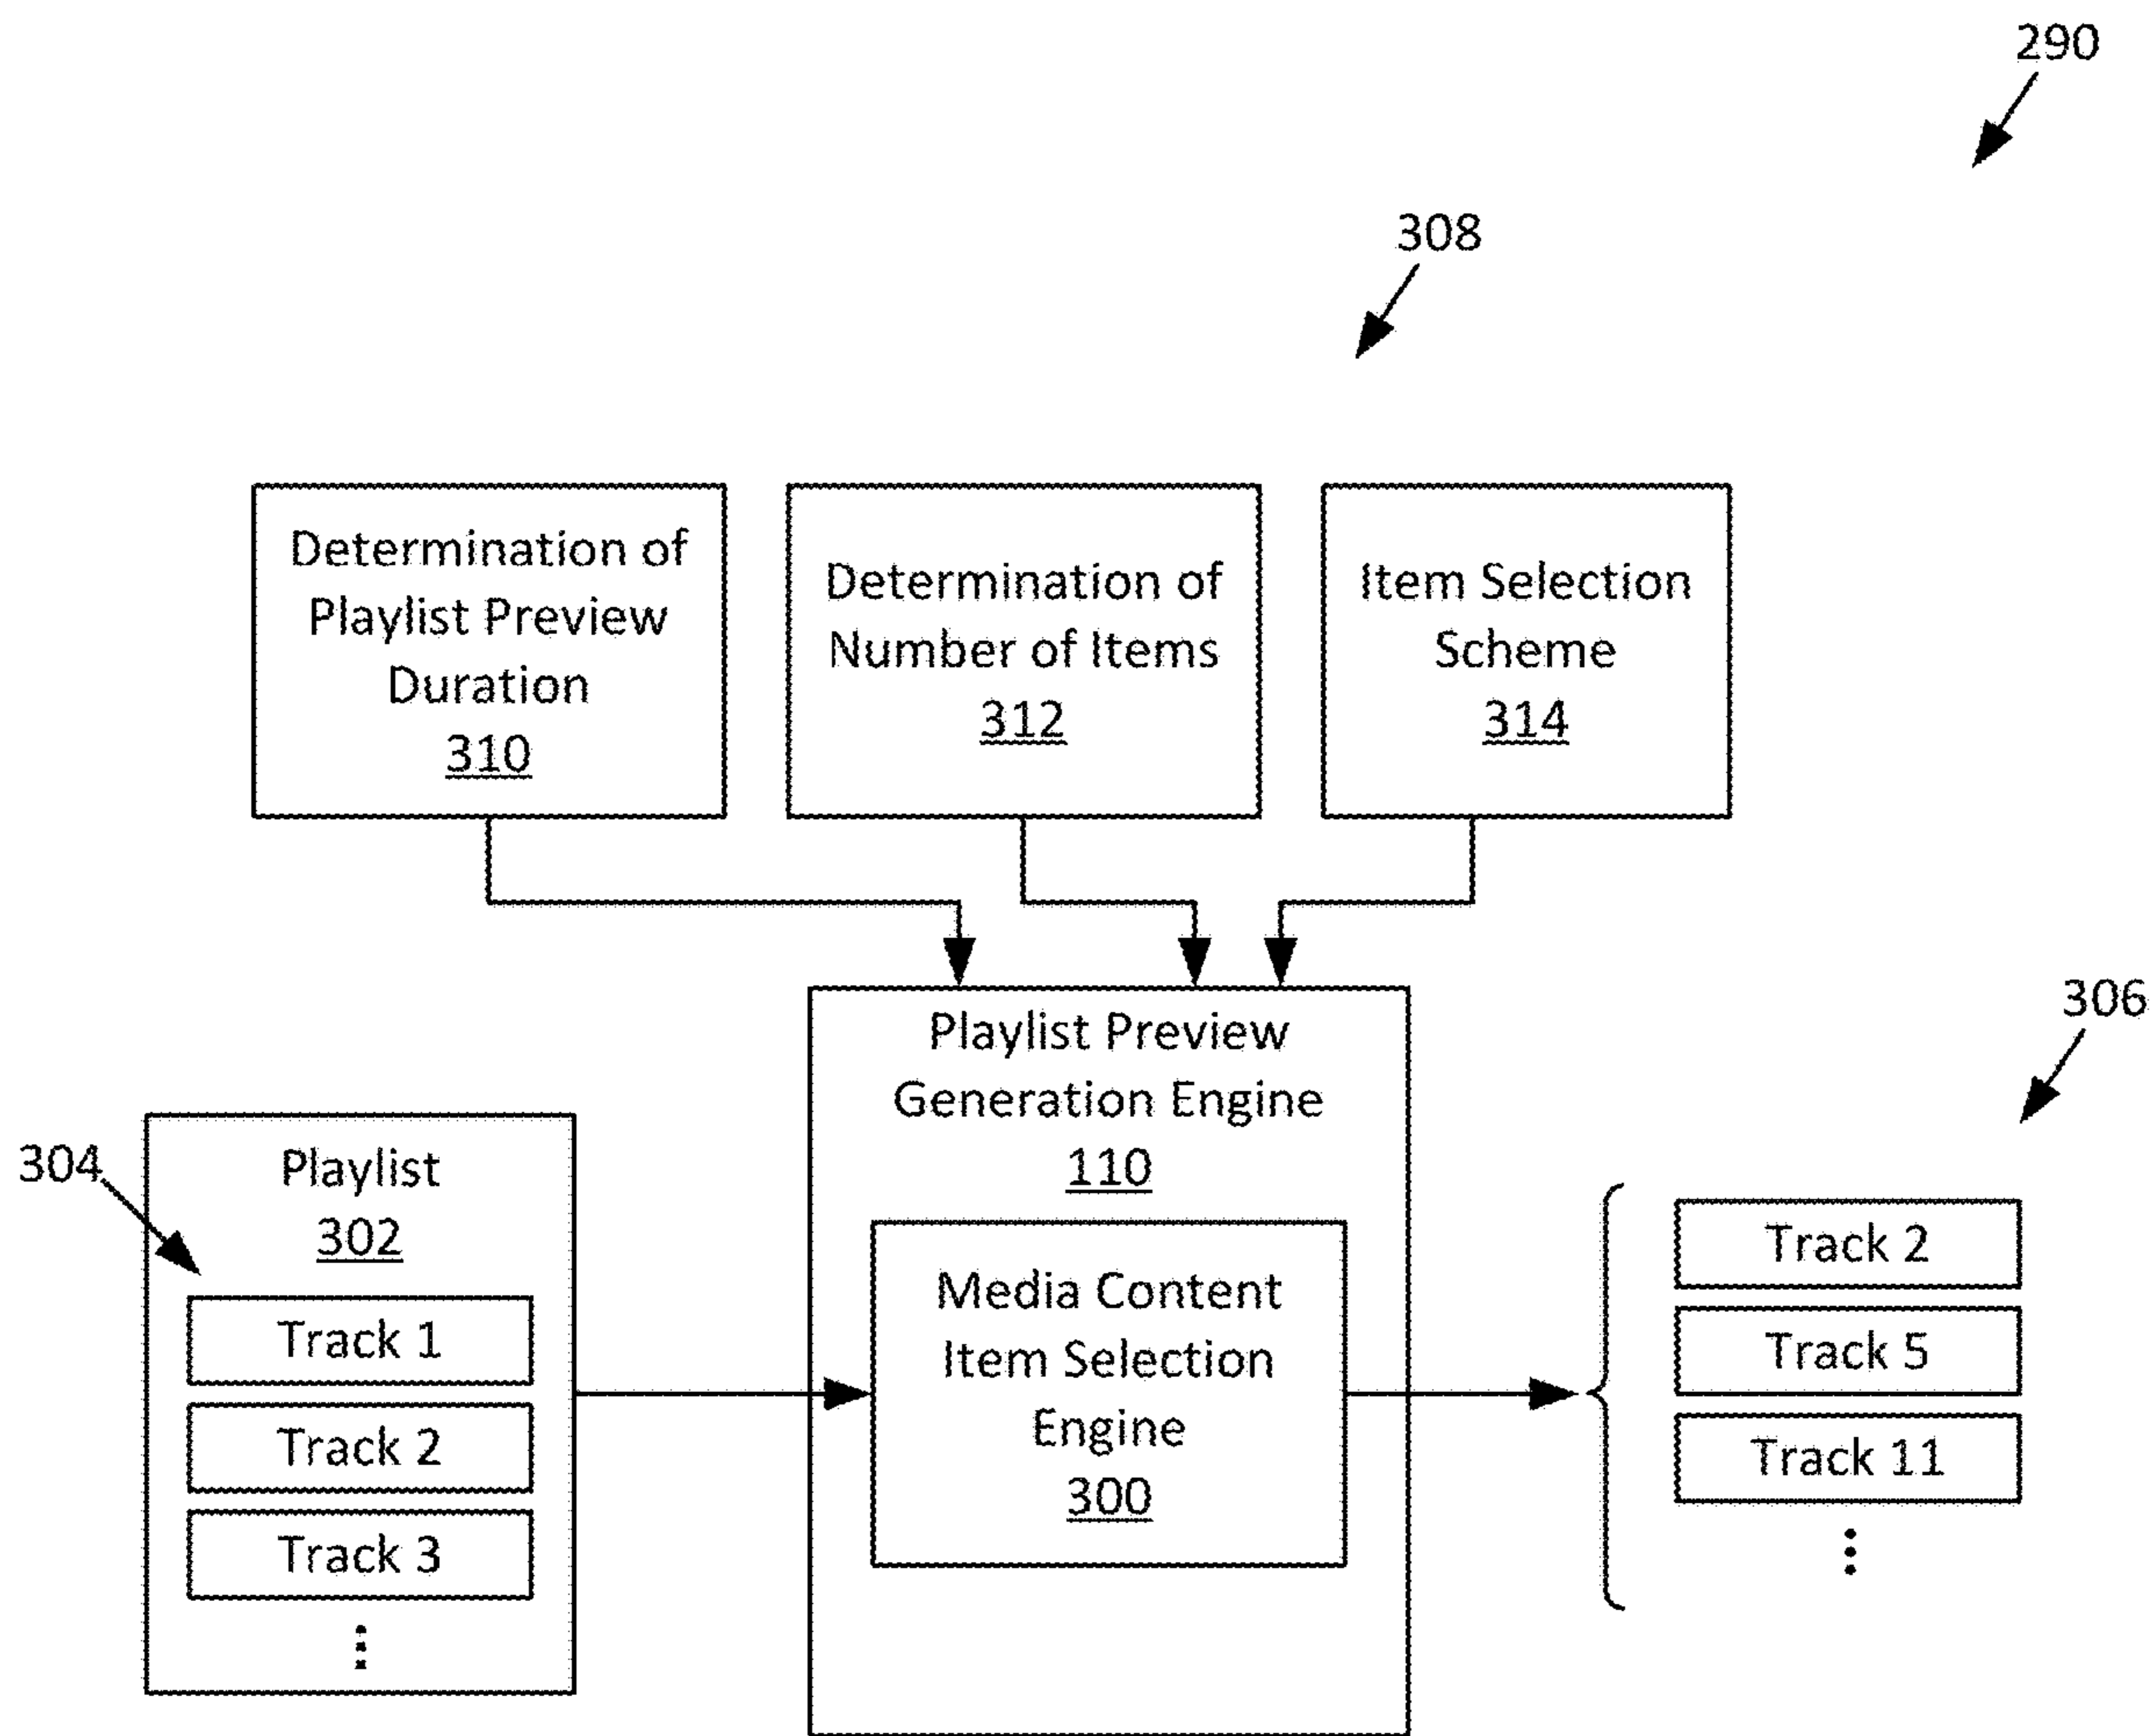 290
308
Determination of
Playlist Preview
Duration
310
Determination of
Number of Items
312
Item Selection
Scheme
314
304
Playlist
302
Track 1
Track 2
Track 3
Playlist Preview
Generation Engine
110
Media Content
Item Selection
Engine
300
306
Track 2
Track 5
Track 11